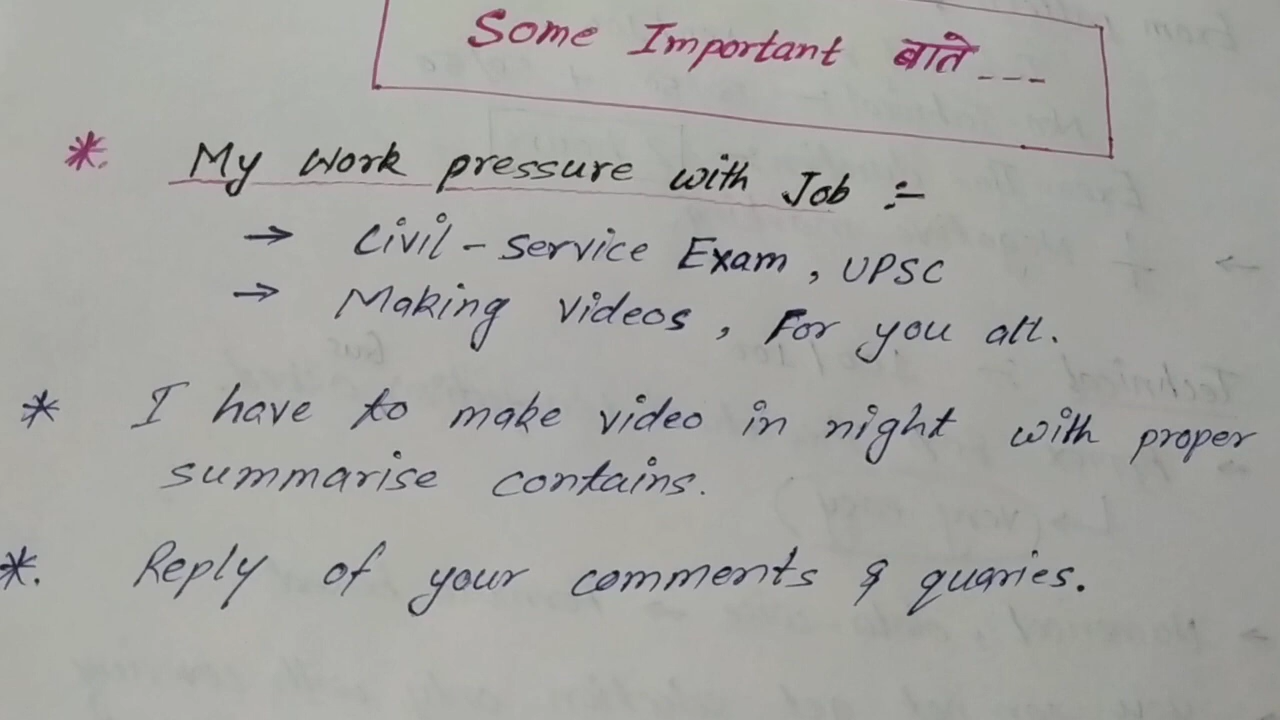 Some Important बाते---
*. My work pressure with Job :-
→ Civil-service Exam, UPSC
→ Making videos, For you all.
* I have to make video in night with proper
summarise contains.
*. Reply of your comments & quaries.